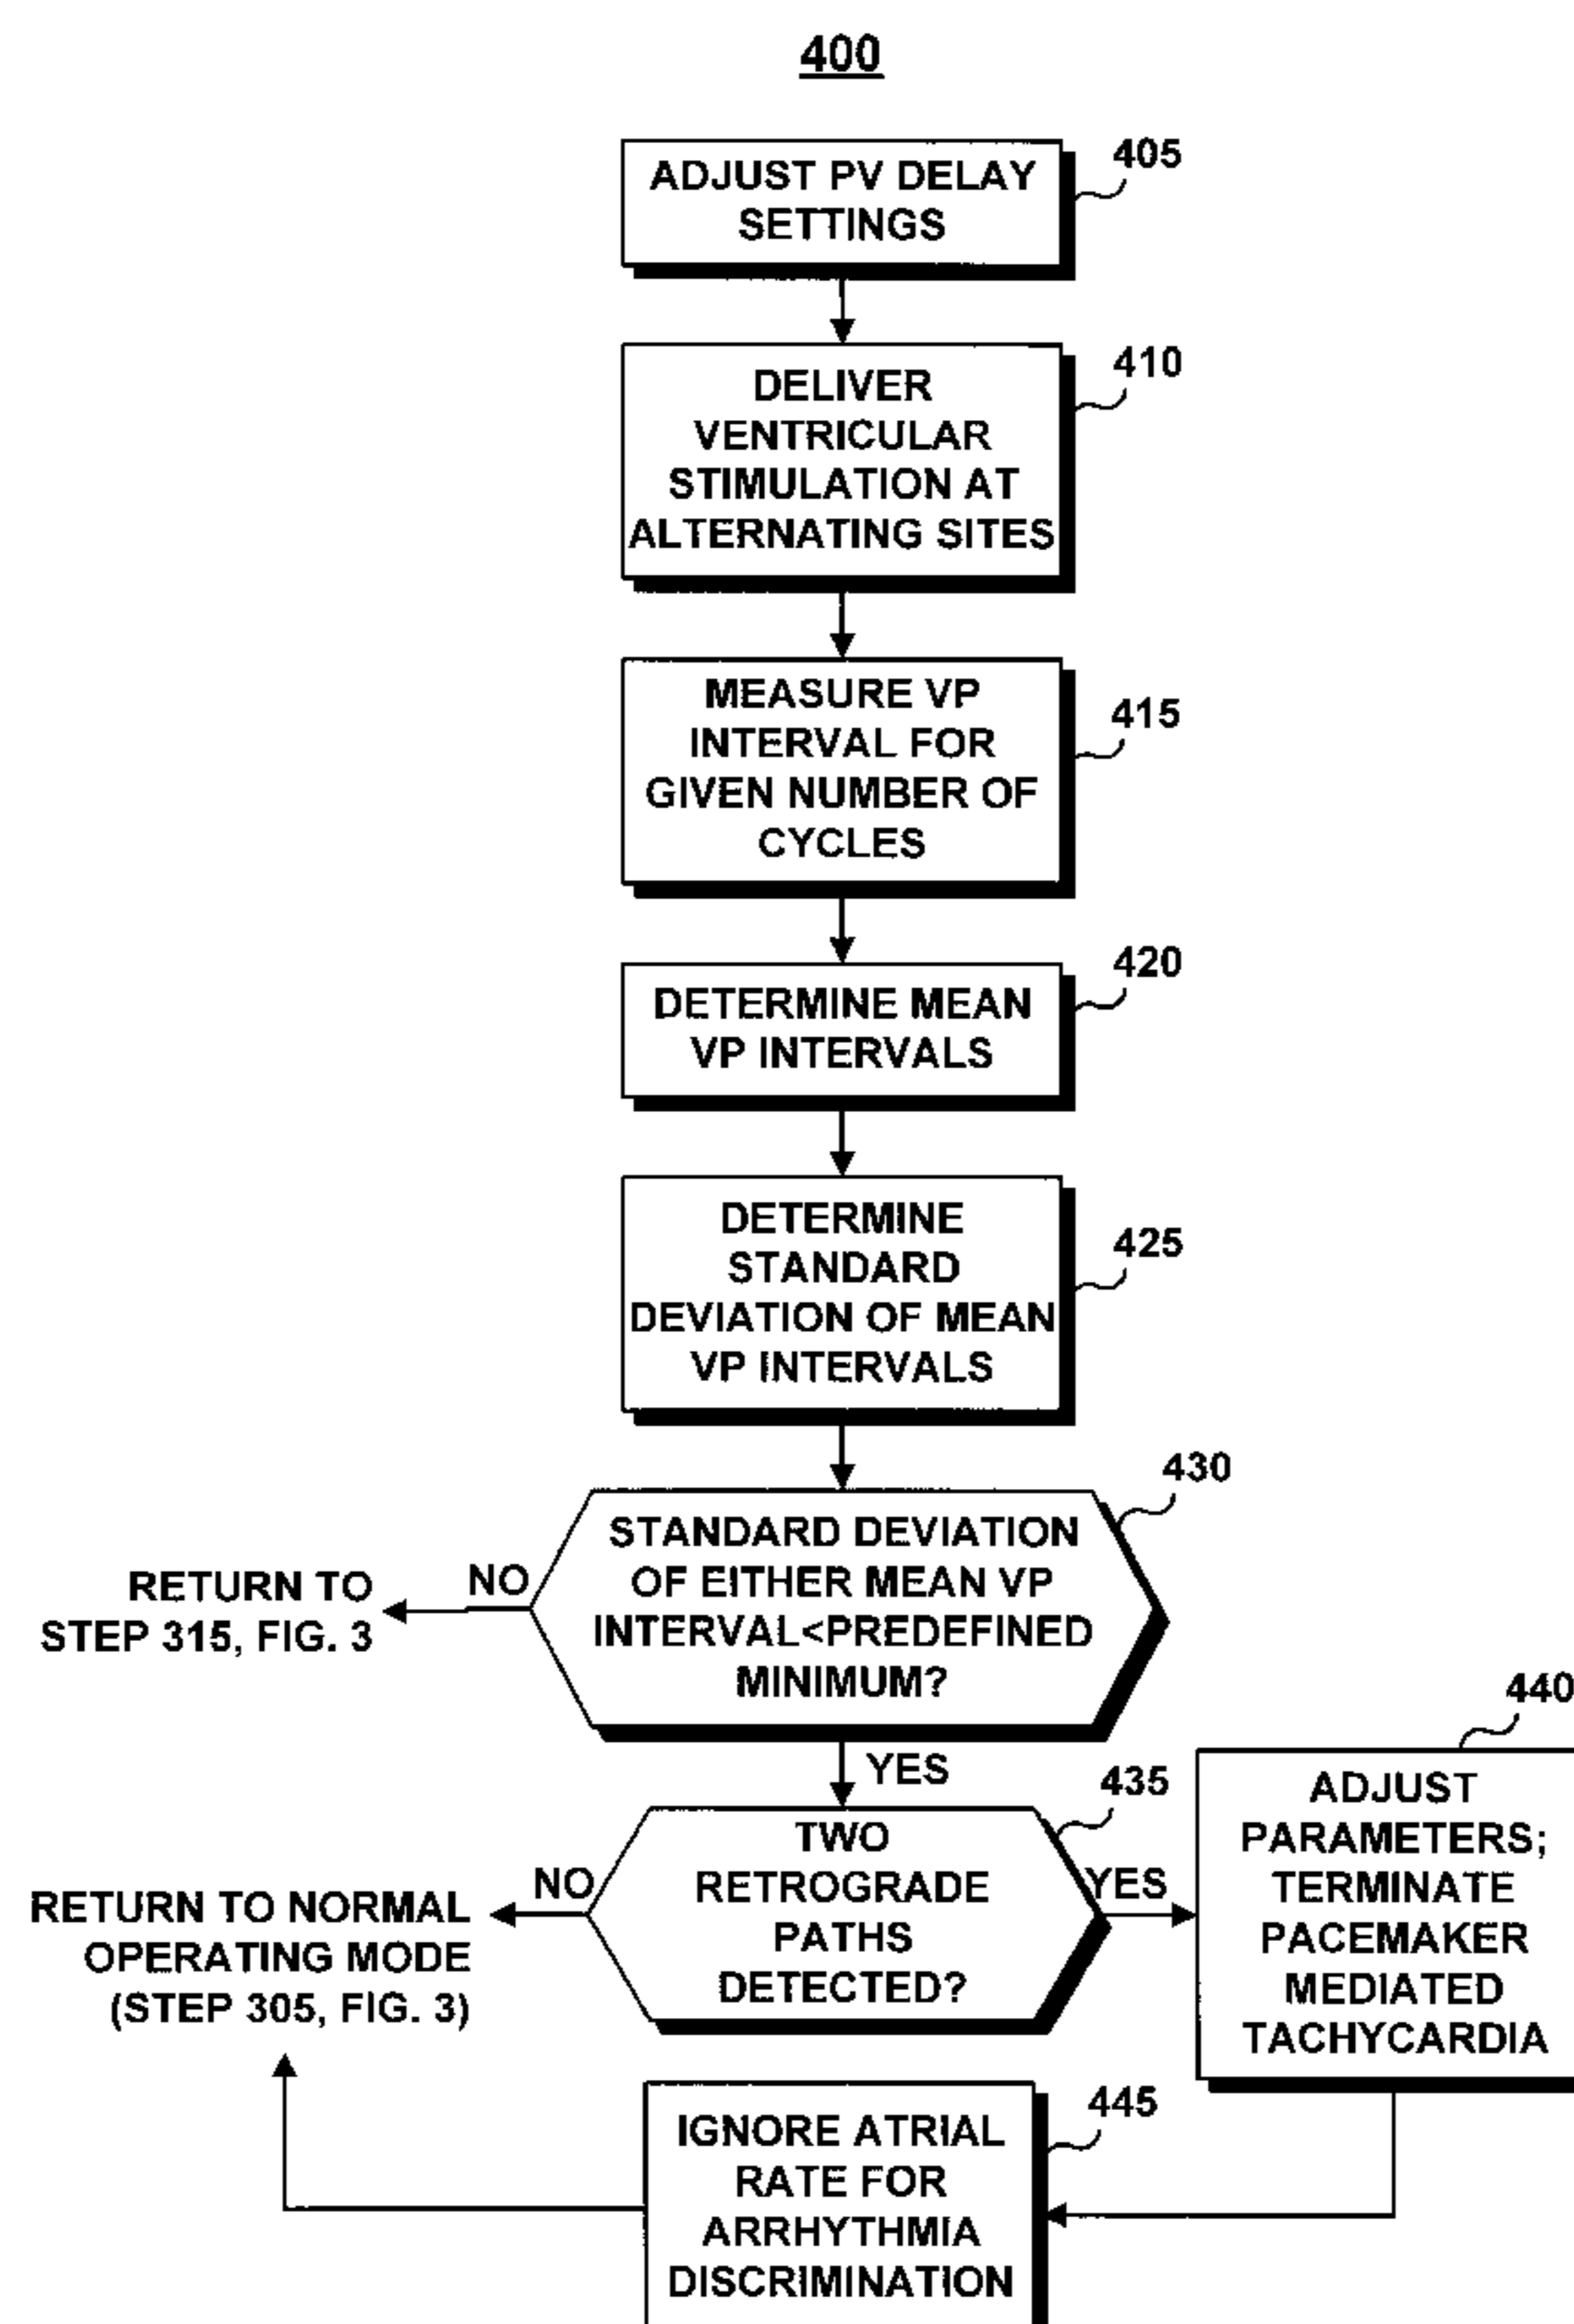 400
ADJUST PV DELAY
SETTINGS
405
DELIVER
VENTRICULAR
STIMULATION AT
ALTERNATING SITES
410
MEASURE VP
INTERVAL FOR
GIVEN NUMBER OF
CYCLES
415
DETERMINE MEAN
VP INTERVALS
420
DETERMINE
STANDARD
DEVIATION OF MEAN
VP INTERVALS
425
STANDARD DEVIATION
OF EITHER MEAN VP
INTERVAL<PREDEFINED
MINIMUM?
430
NO
RETURN TO
STEP 315, FIG. 3
YES
TWO
RETROGRADE
PATHS
DETECTED?
435
NO
RETURN TO NORMAL
OPERATING MODE
(STEP 305, FIG. 3)
YES
440
ADJUST
PARAMETERS;
TERMINATE
PACEMAKER
MEDIATED
TACHYCARDIA
IGNORE ATRIAL
RATE FOR
ARRHYTHMIA
DISCRIMINATION
445